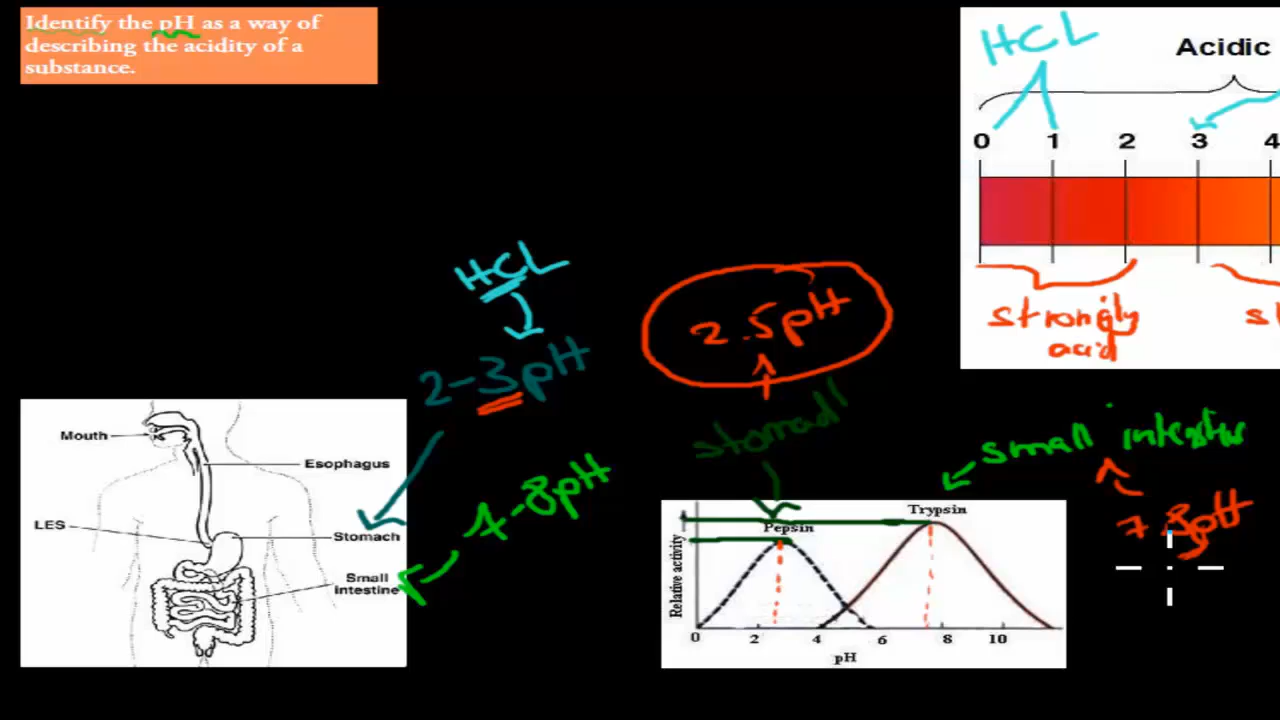 Identify the pH as a way of
describing the acidity of a
substance.
HCL
Acidic
0 1 2 3 4
strongly
acid
st
HCL
2-3pH
2.5pH
stomach
small intestine
4-8pH
7.8pH
Mouth
Esophagus
LES
Stomach
Small
Intestine
Pepsin
Trypsin
Relative activity
0 2 4 6 8 10
pH